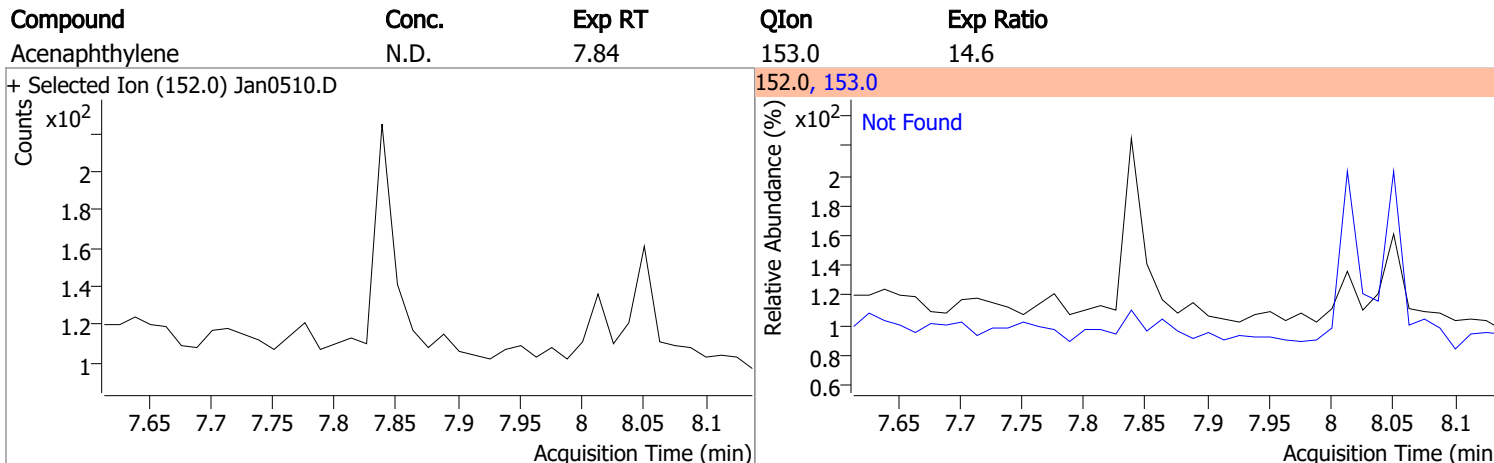 Compound Conc. Exp RT QIon Exp Ratio
Acenaphthylene N.D. 7.84 153.0 14.6
+ Selected Ion (152.0) Jan0510.D
Counts
x10²
2
1.8
1.6
1.4
1.2
1
7.65 7.7 7.75 7.8 7.85 7.9 7.95 8 8.05 8.1
Acquisition Time (min)
152.0, 153.0
Relative Abundance (%)
x10²
Not Found
2
1.8
1.6
1.4
1.2
1
0.8
0.6
7.65 7.7 7.75 7.8 7.85 7.9 7.95 8 8.05 8.1
Acquisition Time (min